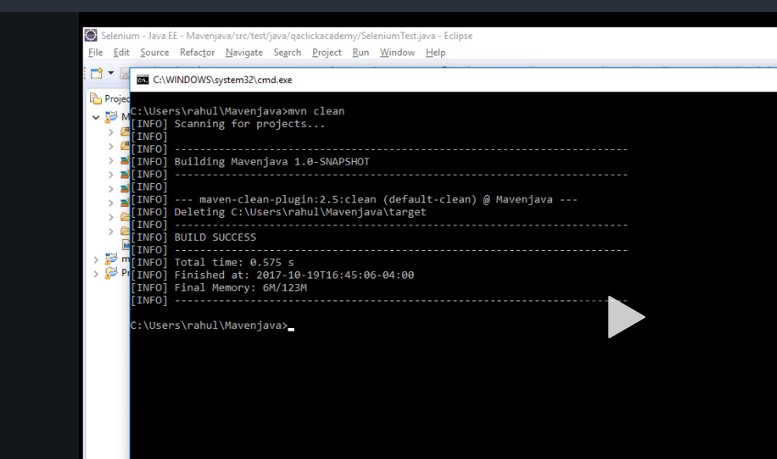 Selenium - Java EE - Mavenjava/src/test/java/qaclickacademy/SeleniumTest.java - Eclipse
File Edit Source Refactor Navigate Search Project Run Window Help
C:\WINDOWS\system32\cmd.exe
C:\Users\rahul\Mavenjava>mvn clean
[INFO] Scanning for projects...
[INFO]
[INFO] ------------------------------------------------------------------------
[INFO] Building Mavenjava 1.0-SNAPSHOT
[INFO] ------------------------------------------------------------------------
[INFO]
[INFO] --- maven-clean-plugin:2.5:clean (default-clean) @ Mavenjava ---
[INFO] Deleting C:\Users\rahul\Mavenjava\target
[INFO] ------------------------------------------------------------------------
[INFO] BUILD SUCCESS
[INFO] ------------------------------------------------------------------------
[INFO] Total time: 0.575 s
[INFO] Finished at: 2017-10-19T16:45:06-04:00
[INFO] Final Memory: 6M/123M
[INFO] ------------------------------------------------------------------------
C:\Users\rahul\Mavenjava>